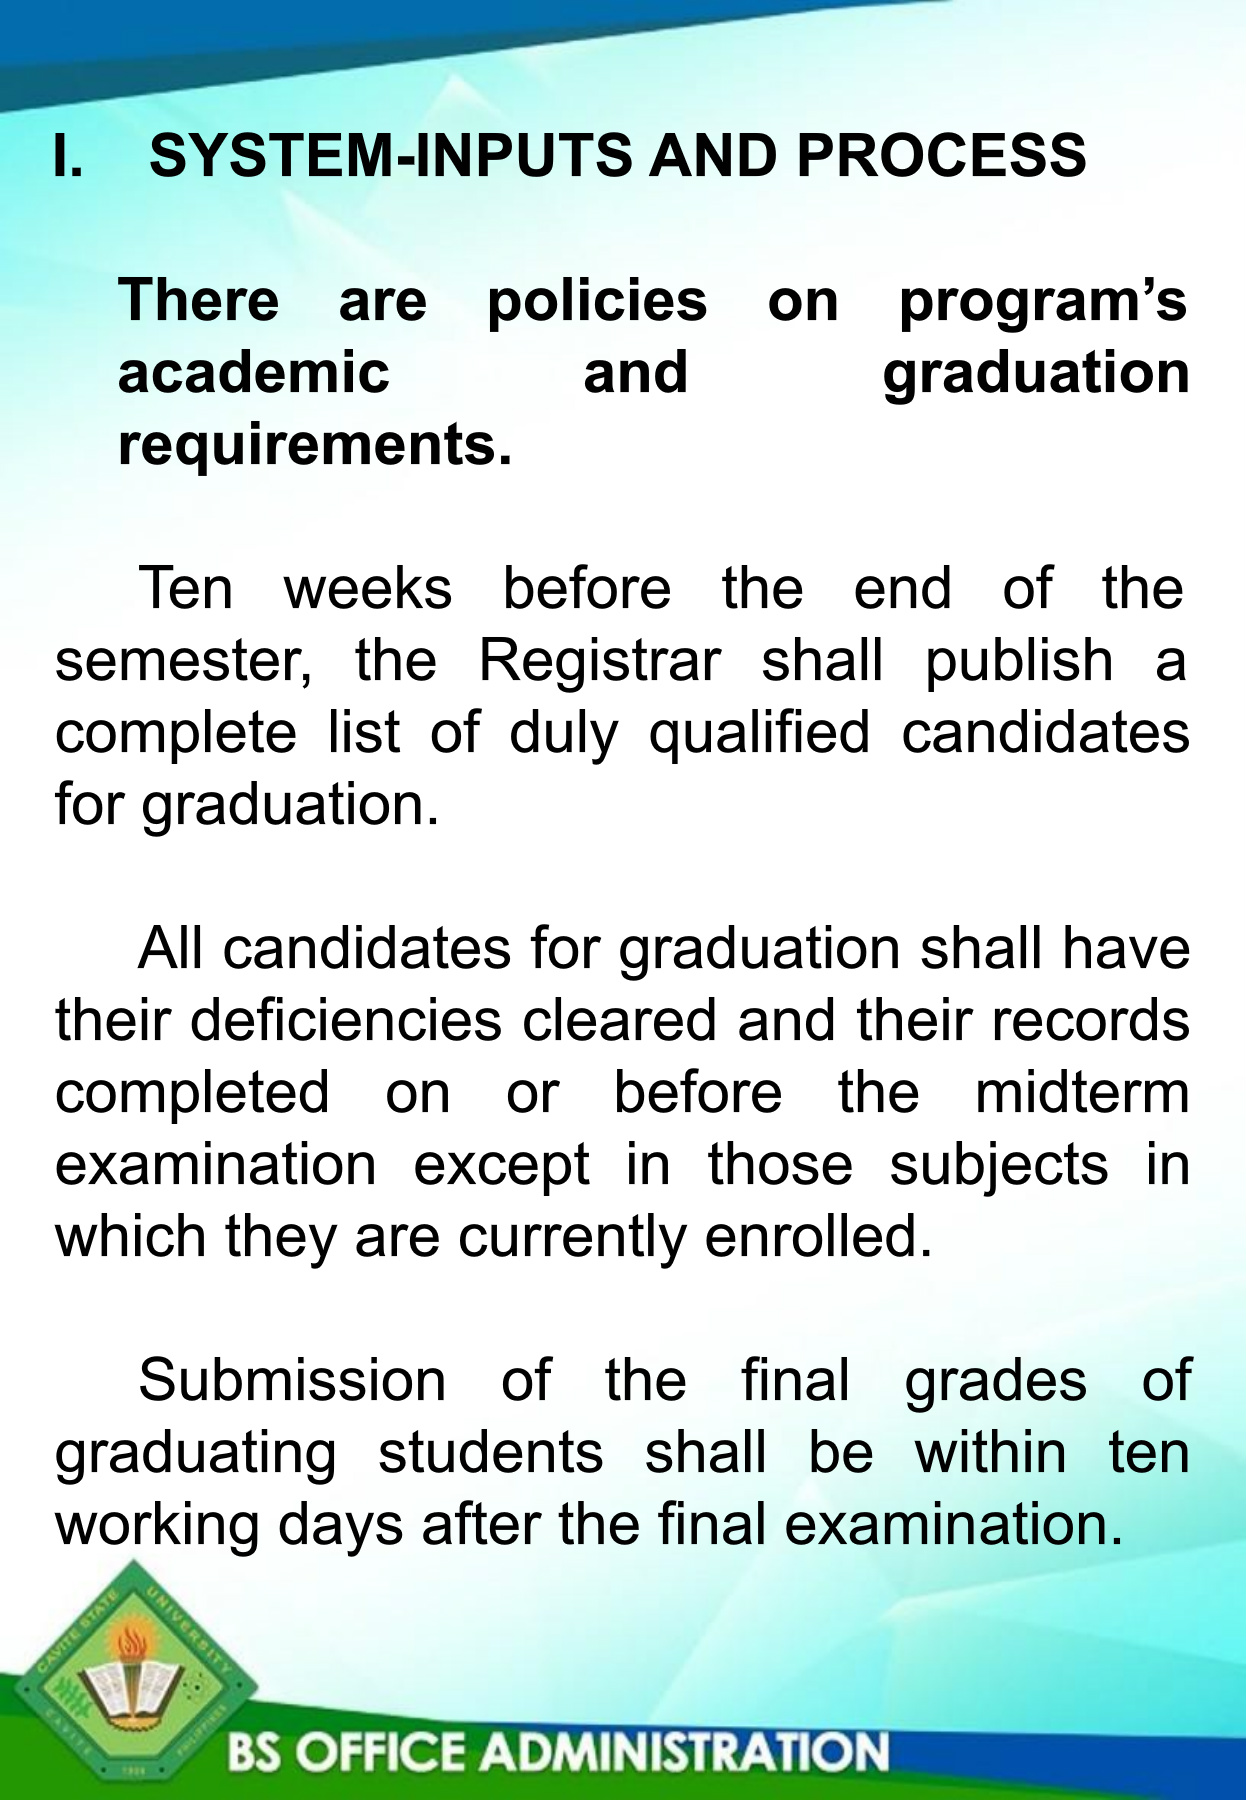 I. SYSTEM-INPUTS AND PROCESS
There are policies on program’s
academic and graduation
requirements.
Ten weeks before the end of the
semester, the Registrar shall publish a
complete list of duly qualified candidates
for graduation.
All candidates for graduation shall have
their deficiencies cleared and their records
completed on or before the midterm
examination except in those subjects in
which they are currently enrolled.
Submission of the final grades of
graduating students shall be within ten
working days after the final examination.
CAVITE STATE UNIVERSITY
CAVITE 1906 PHILIPPINES
BS OFFICE ADMINISTRATION